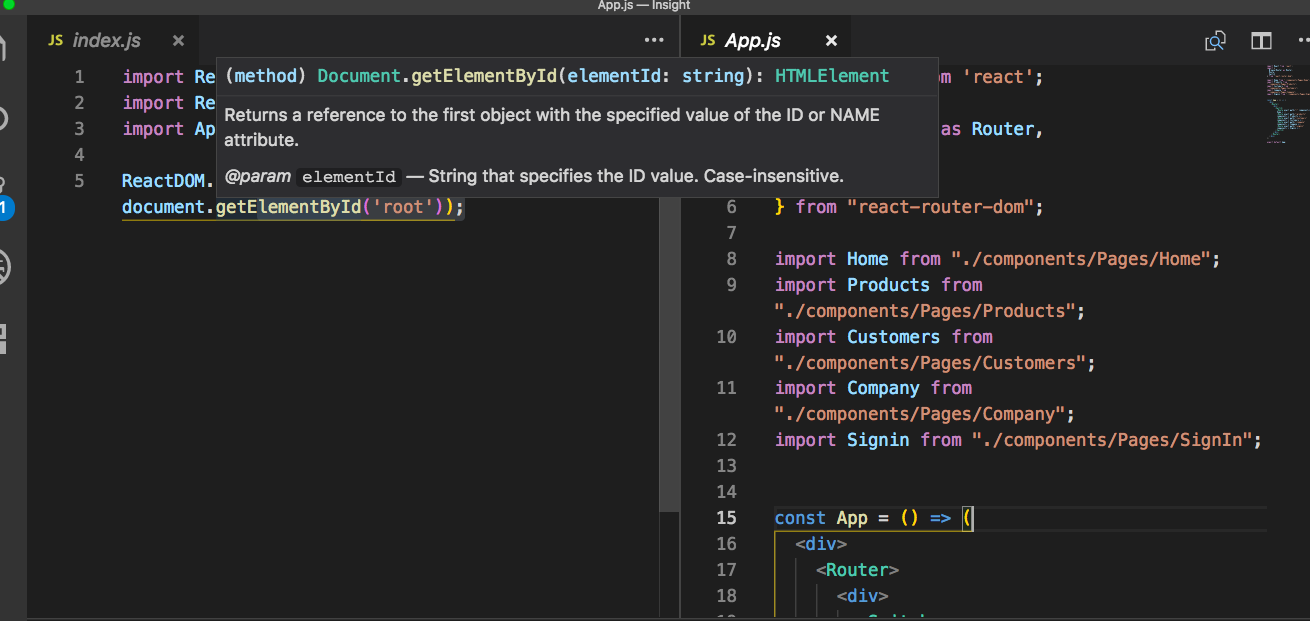 App.js — Insight
JS index.js ×
JS App.js ×
1 import Re
2 import Re
3 import Ap
4
5 ReactDOM.
document.getElementById('root'));
(method) Document.getElementById(elementId: string): HTMLElement
Returns a reference to the first object with the specified value of the ID or NAME
attribute.
@param elementId — String that specifies the ID value. Case-insensitive.
'react';
as Router,
6 } from "react-router-dom";
7
8 import Home from "./components/Pages/Home";
9 import Products from
"./components/Pages/Products";
10 import Customers from
"./components/Pages/Customers";
11 import Company from
"./components/Pages/Company";
12 import Signin from "./components/Pages/SignIn";
13
14
15 const App = () => (
16 <div>
17 <Router>
18 <div>
1